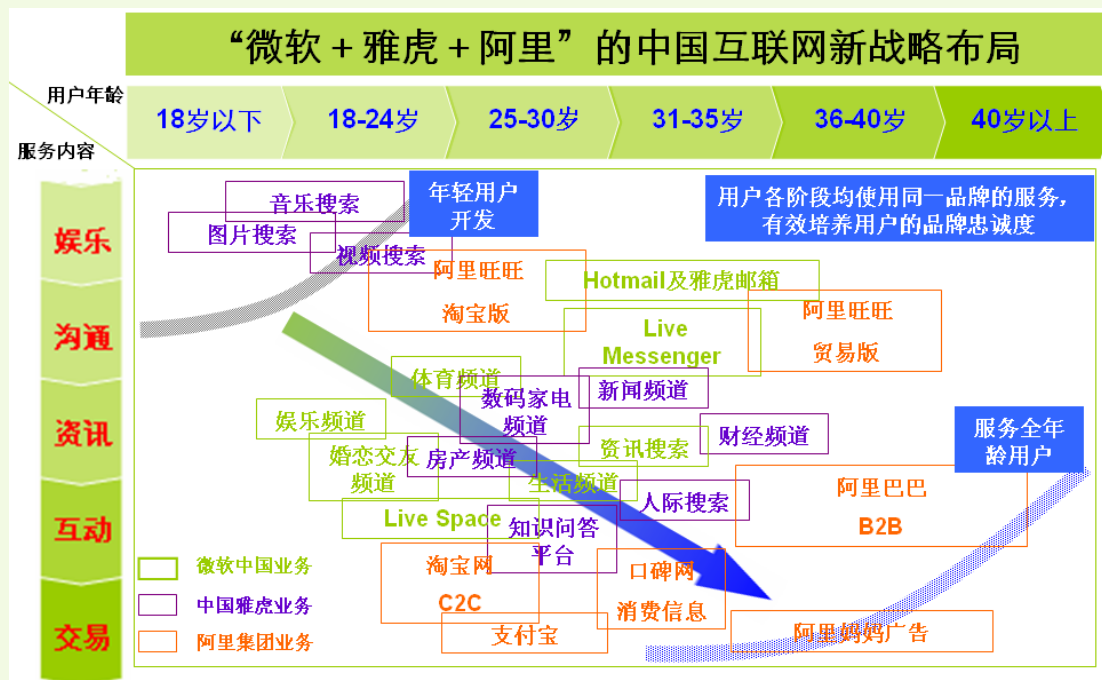 “微软＋雅虎＋阿里”的中国互联网新战略布局
用户年龄
服务内容
18岁以下
18-24岁
25-30岁
31-35岁
36-40岁
40岁以上
娱乐
沟通
资讯
互动
交易
音乐搜索
图片搜索
视频搜索
年轻用户
开发
用户各阶段均使用同一品牌的服务，
有效培养用户的品牌忠诚度
阿里旺旺
淘宝版
Hotmail及雅虎邮箱
Live
Messenger
阿里旺旺
贸易版
体育频道
数码家电
频道
新闻频道
娱乐频道
婚恋交友
频道
房产频道
生活频道
资讯搜索
财经频道
服务全年
龄用户
人际搜索
阿里巴巴
B2B
Live Space
知识问答
平台
微软中国业务
中国雅虎业务
阿里集团业务
淘宝网
C2C
口碑网
消费信息
支付宝
阿里妈妈广告